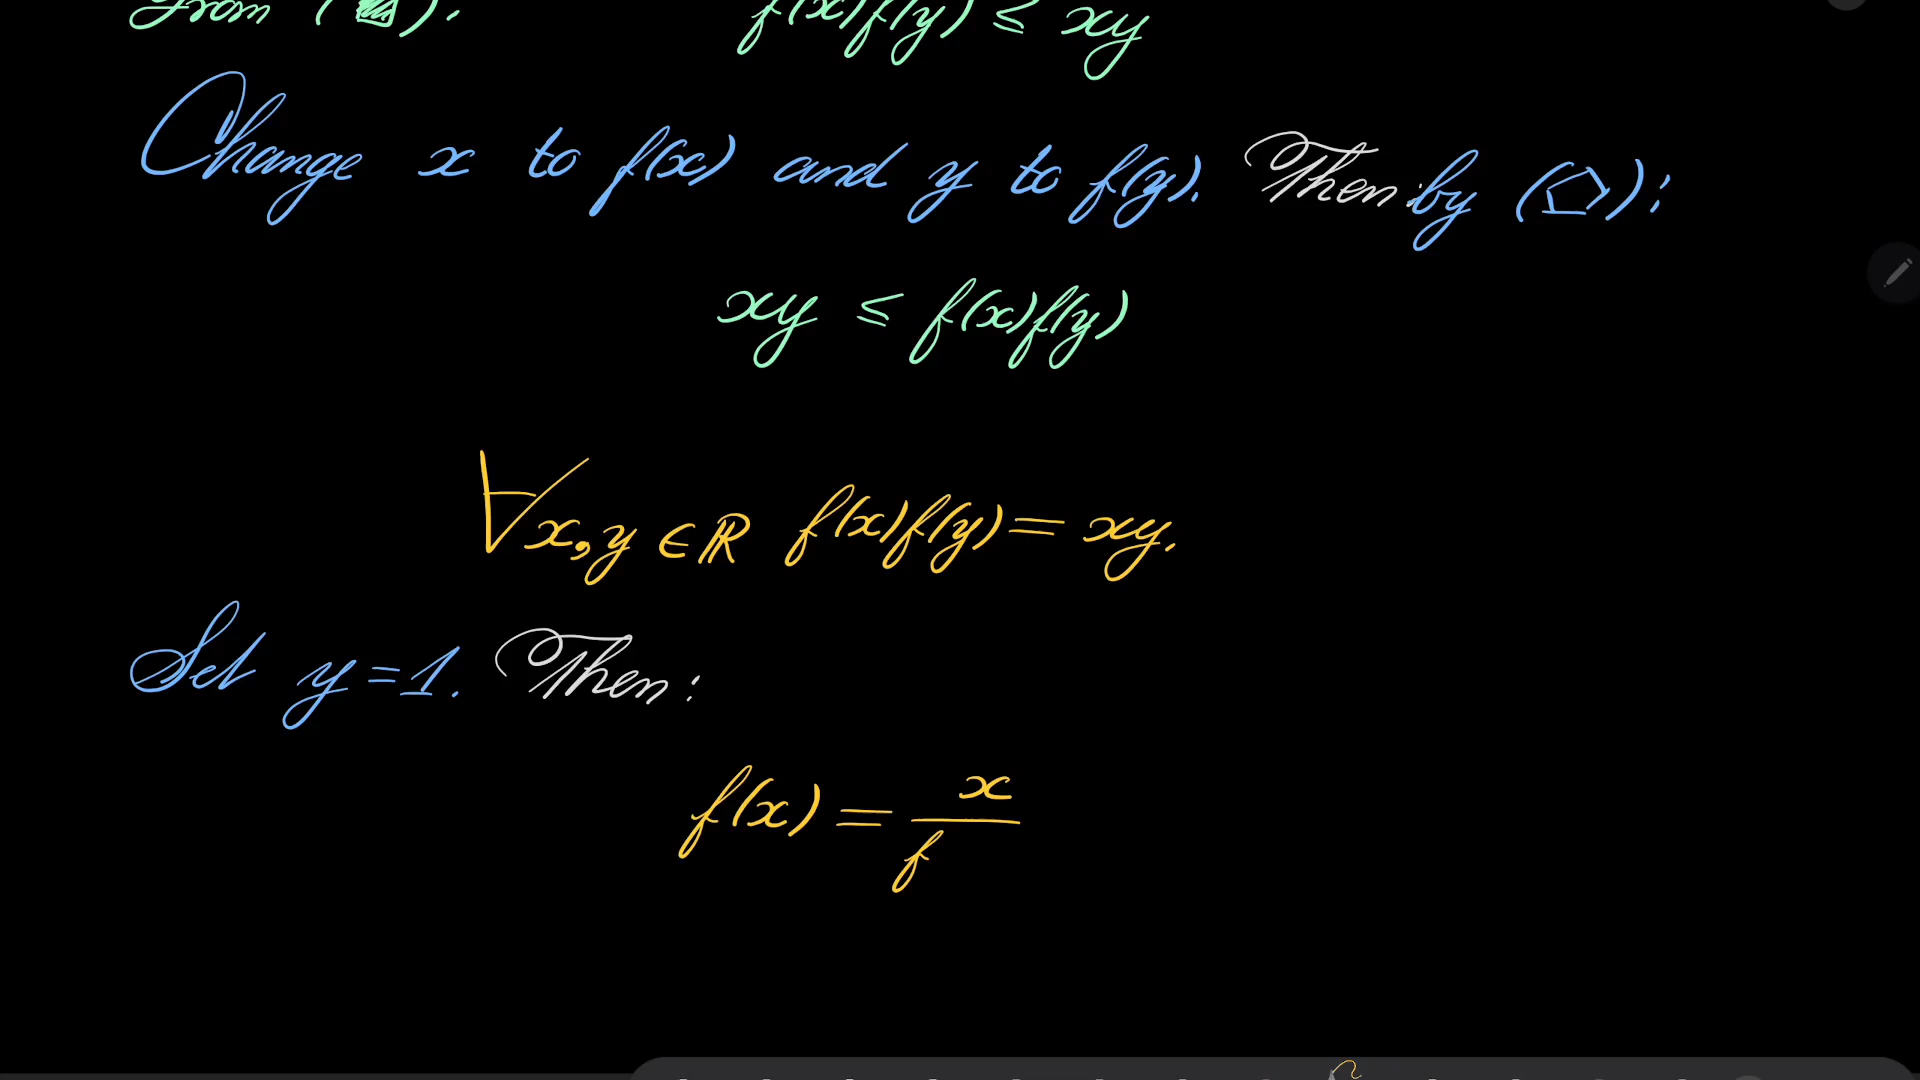 From (▨): f(x)f(y) ≤ xy
Change x to f(x) and y to f(y). Then by (⬠):
xy ≤ f(x)f(y)
∀x,y ∈ ℝ f(x)f(y) = xy.
Set y=1. Then:
f(x) = x / f